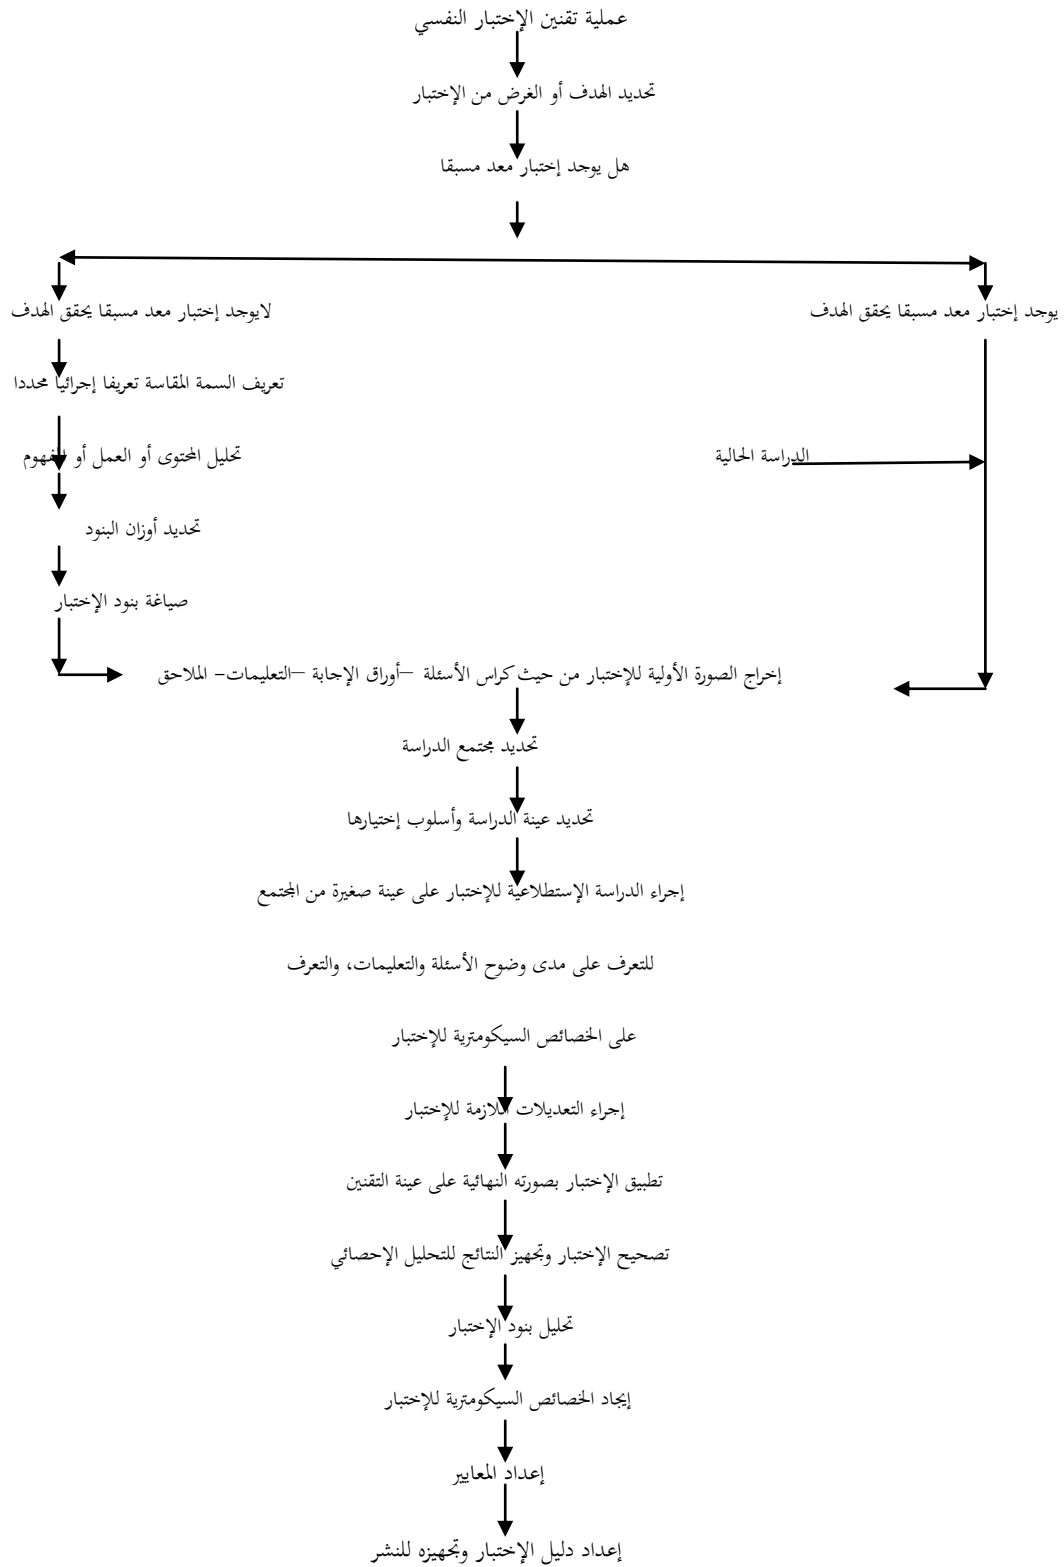 عملية تقنين الإختبار النفسي
تحديد الهدف أو الغرض من الإختبار
هل يوجد إختبار معد مسبقا
يوجد إختبار معد مسبقا يحقق الهدف
لايوجد إختبار معد مسبقا يحقق الهدف
تعريف السمة المقاسة تعريفا إجرائيا محددا
الدراسة الحالية
تحليل المحتوى أو العمل أو المفهوم
تحديد أوزان البنود
صياغة بنود الإختبار
إخراج الصورة الأولية للإختبار من حيث كراس الأسئلة –أوراق الإجابة –التعليمات– الملاحق
تحديد مجتمع الدراسة
تحديد عينة الدراسة وأسلوب إختيارها
إجراء الدراسة الإستطلاعية للإختبار على عينة صغيرة من المجتمع
للتعرف على مدى وضوح الأسئلة والتعليمات، والتعرف
على الخصائص السيكومترية للإختبار
إجراء التعديلات اللازمة للإختبار
تطبيق الإختبار بصورته النهائية على عينة التقنين
تصحيح الإختبار وتجهيز النتائج للتحليل الإحصائي
تحليل بنود الإختبار
إيجاد الخصائص السيكومترية للإختبار
إعداد المعايير
إعداد دليل الإختبار وتجهيزه للنشر